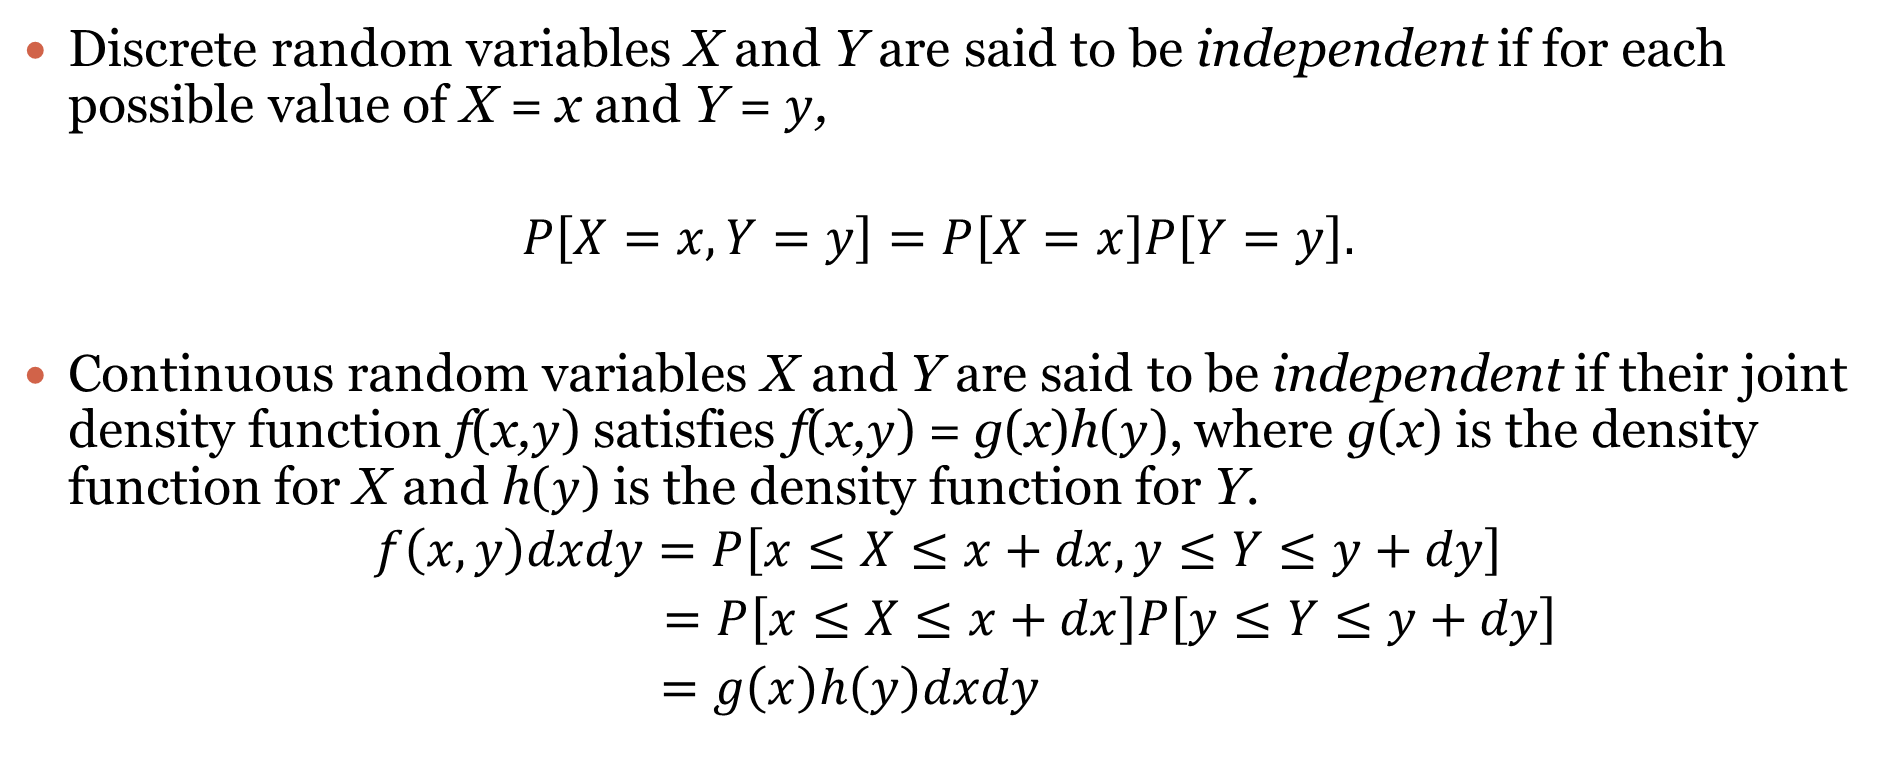 • Discrete random variables X and Y are said to be independent if for each
possible value of X = x and Y = y,
P[X = x, Y = y] = P[X = x]P[Y = y].
• Continuous random variables X and Y are said to be independent if their joint
density function f(x,y) satisfies f(x,y) = g(x)h(y), where g(x) is the density
function for X and h(y) is the density function for Y.
f(x, y)dxdy = P[x ≤ X ≤ x + dx, y ≤ Y ≤ y + dy]
= P[x ≤ X ≤ x + dx]P[y ≤ Y ≤ y + dy]
= g(x)h(y)dxdy